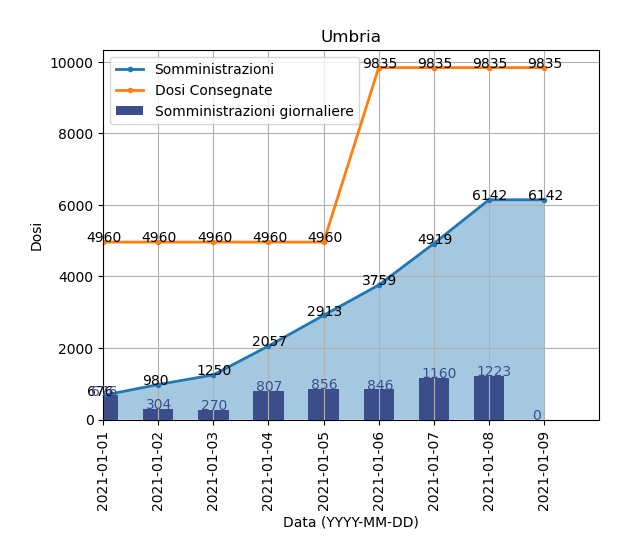 Umbria
Somministrazioni
Dosi Consegnate
Somministrazioni giornaliere
Dosi
10000
8000
6000
4000
2000
0
9835 9835 9835 9835
4960 4960 4960 4960 4960
676 980 1250 2057 2913 3759 4919 6142 6142
676 304 270 807 856 846 1160 1223 0
2021-01-01
2021-01-02
2021-01-03
2021-01-04
2021-01-05
2021-01-06
2021-01-07
2021-01-08
2021-01-09
Data (YYYY-MM-DD)